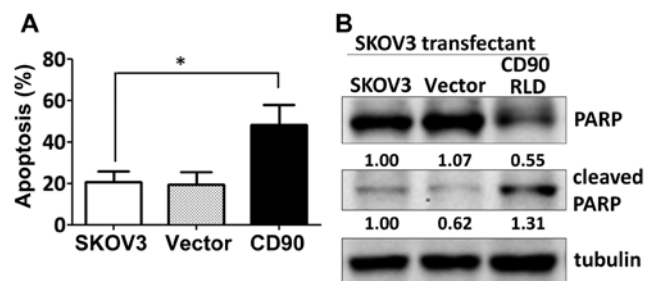 A
Apoptosis (%)
80
60
40
20
0
*
SKOV3 Vector CD90
B
SKOV3 transfectant
SKOV3 Vector CD90 RLD
PARP
1.00 1.07 0.55
cleaved PARP
1.00 0.62 1.31
tubulin